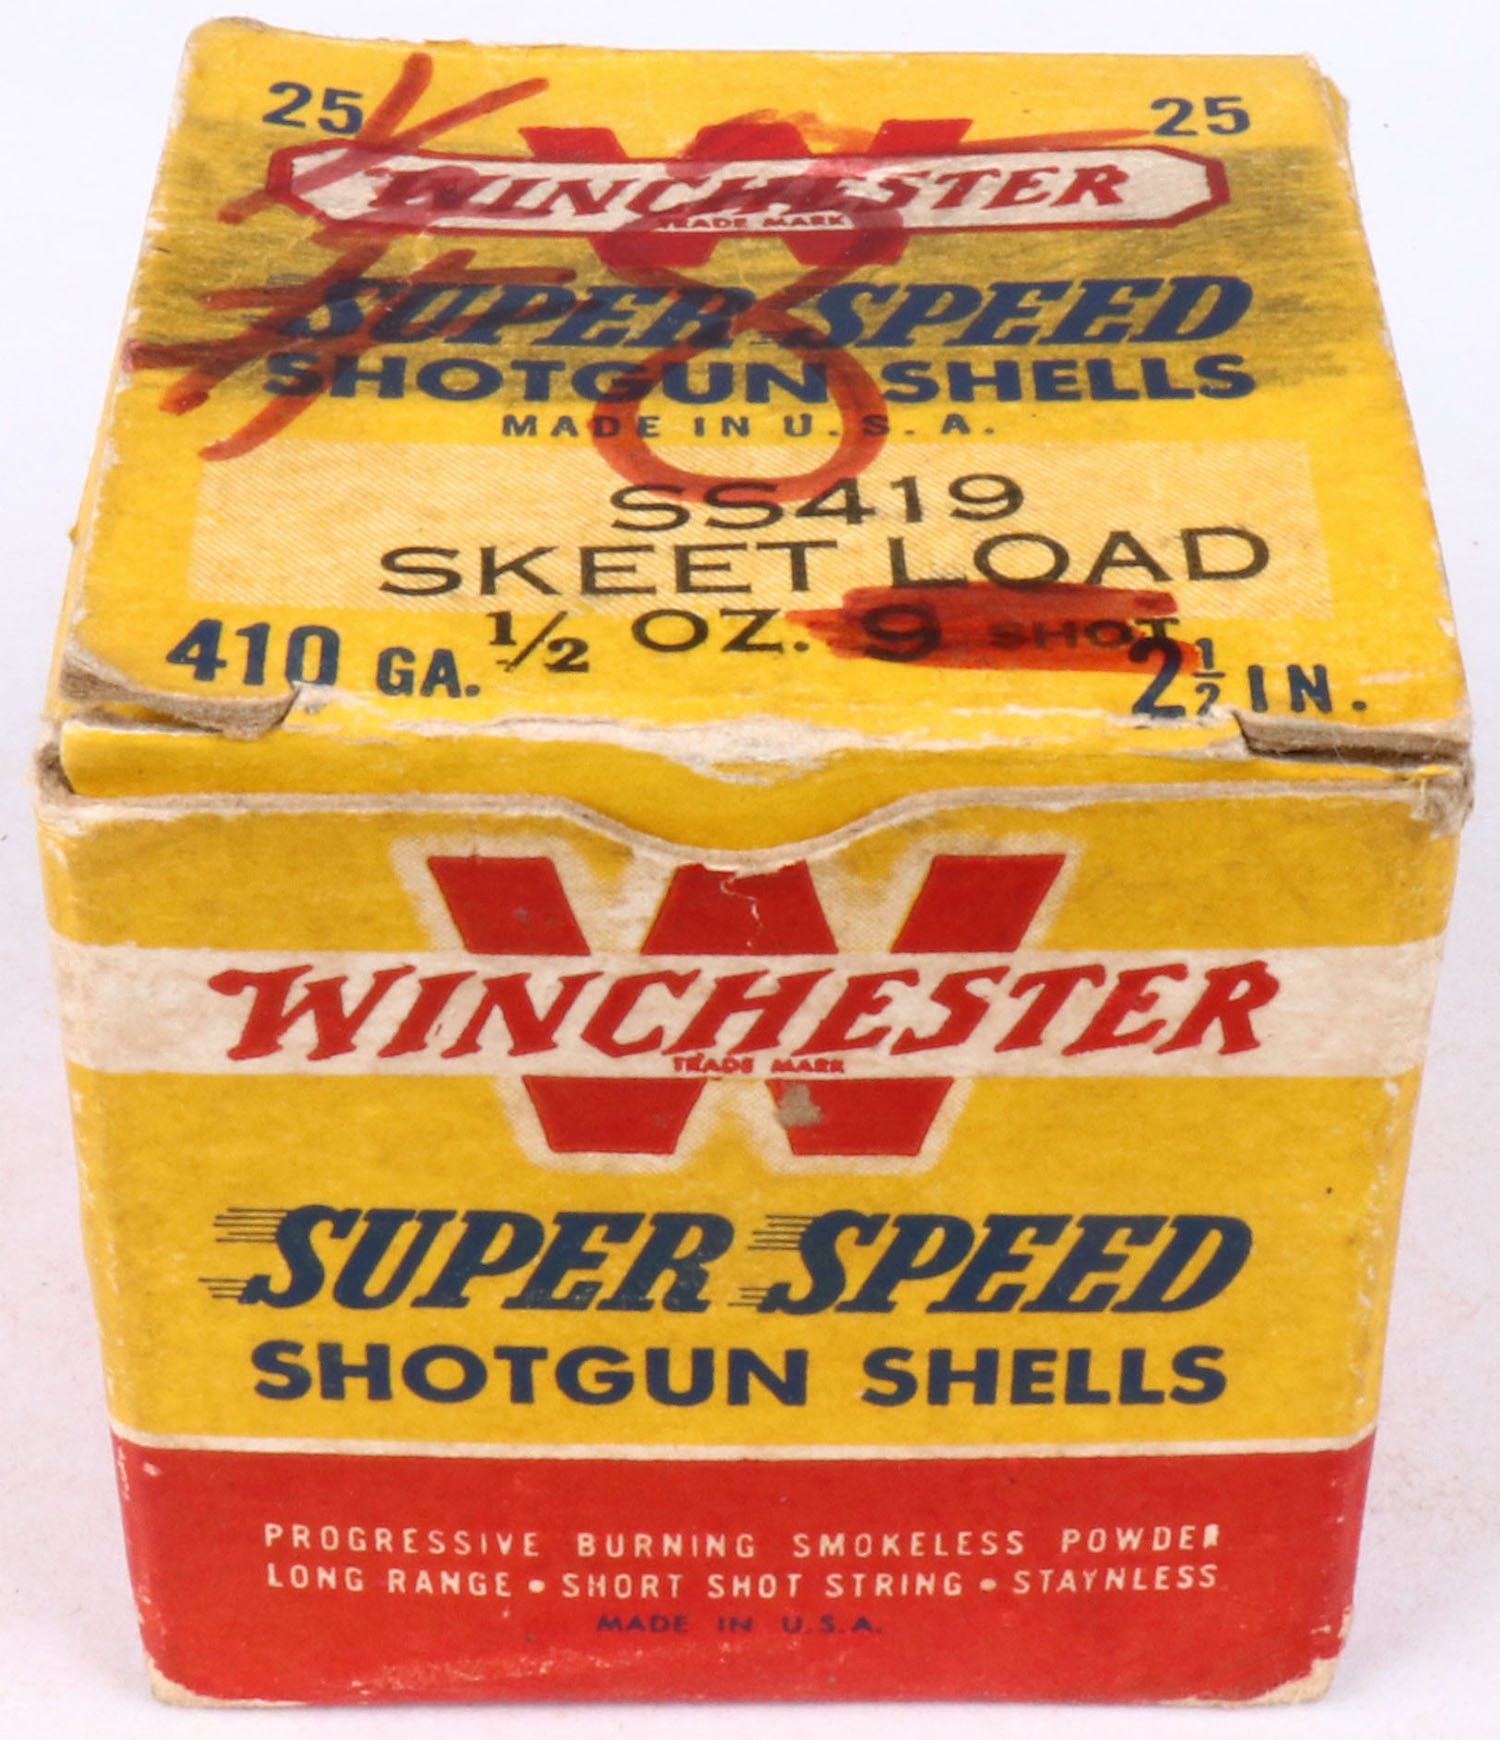 25 25
WINCHESTER
TRADE MARK
SUPER SPEED
SHOTGUN SHELLS
MADE IN U.S.A.
#8
SS419
SKEET LOAD
1/2 OZ. 9 SHOT
410 GA. 2 1/2 IN.
WINCHESTER
TRADE MARK
SUPER SPEED
SHOTGUN SHELLS
PROGRESSIVE BURNING SMOKELESS POWDER
LONG RANGE • SHORT SHOT STRING • STAYNLESS
MADE IN U.S.A.